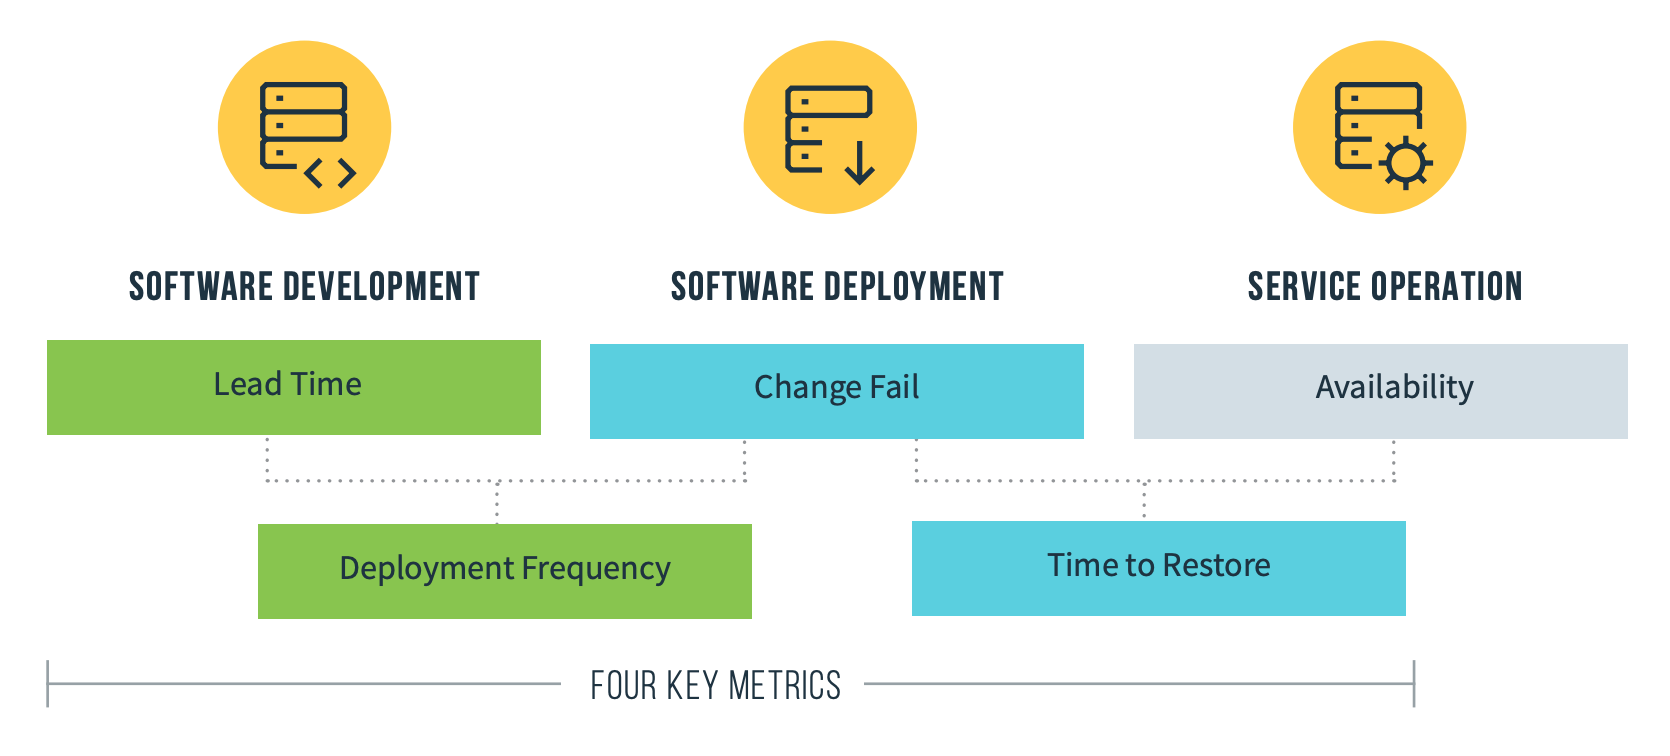 SOFTWARE DEVELOPMENT
SOFTWARE DEPLOYMENT
SERVICE OPERATION
Lead Time
Change Fail
Availability
Deployment Frequency
Time to Restore
FOUR KEY METRICS